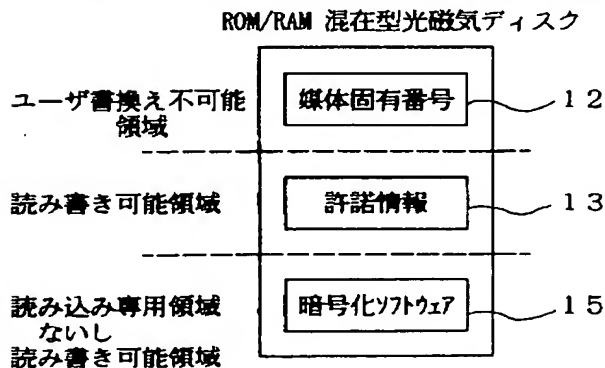 ROM/RAM 混在型光磁気ディスク
ユーザ書換え不可能
領域
媒体固有番号
12
読み書き可能領域
許諾情報
13
読み込み専用領域
ないし
読み書き可能領域
暗号化ソフトウェア
15